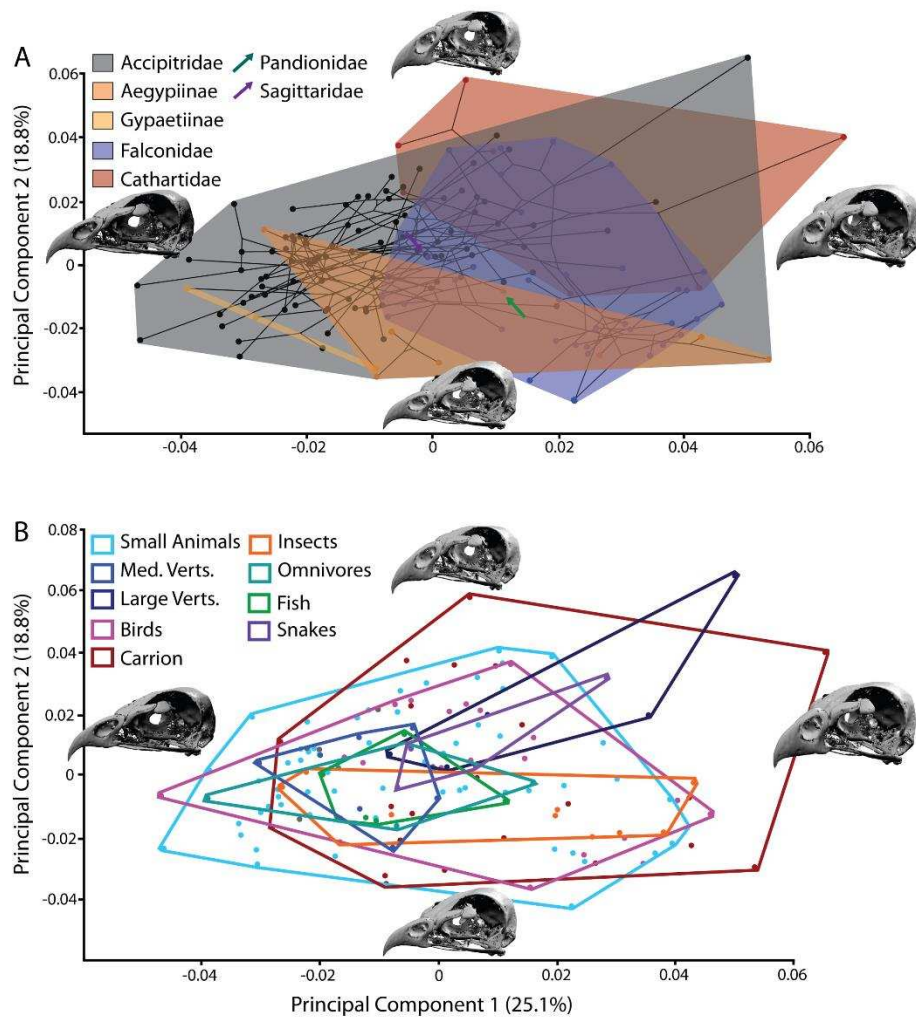 A
Accipitridae
Aegypiinae
Gypaetiinae
Falconidae
Cathartidae
Pandionidae
Sagittaridae
Principal Component 2 (18.8%)
0.06
0.04
0.02
0
-0.02
-0.04
-0.04
-0.02
0
0.02
0.04
0.06
B
Small Animals
Med. Verts.
Large Verts.
Birds
Carrion
Insects
Omnivores
Fish
Snakes
Principal Component 2 (18.8%)
0.08
0.06
0.04
0.02
0
-0.02
-0.04
-0.04
-0.02
0
0.02
0.04
0.06
Principal Component 1 (25.1%)